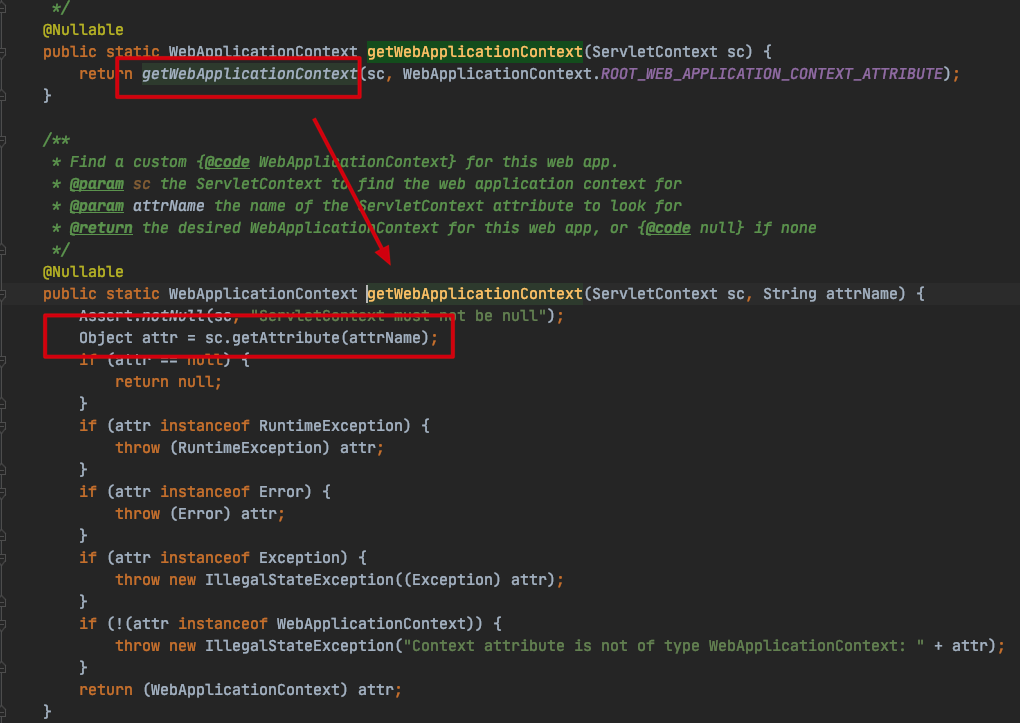 */
@Nullable
public static WebApplicationContext getWebApplicationContext(ServletContext sc) {
return getWebApplicationContext(sc, WebApplicationContext.ROOT_WEB_APPLICATION_CONTEXT_ATTRIBUTE);
}
/**
* Find a custom {@code WebApplicationContext} for this web app.
* @param sc the ServletContext to find the web application context for
* @param attrName the name of the ServletContext attribute to look for
* @return the desired WebApplicationContext for this web app, or {@code null} if none
*/
@Nullable
public static WebApplicationContext getWebApplicationContext(ServletContext sc, String attrName) {
Assert.notNull(sc, "ServletContext must not be null");
Object attr = sc.getAttribute(attrName);
if (attr == null) {
return null;
}
if (attr instanceof RuntimeException) {
throw (RuntimeException) attr;
}
if (attr instanceof Error) {
throw (Error) attr;
}
if (attr instanceof Exception) {
throw new IllegalStateException((Exception) attr);
}
if (!(attr instanceof WebApplicationContext)) {
throw new IllegalStateException("Context attribute is not of type WebApplicationContext: " + attr);
}
return (WebApplicationContext) attr;
}